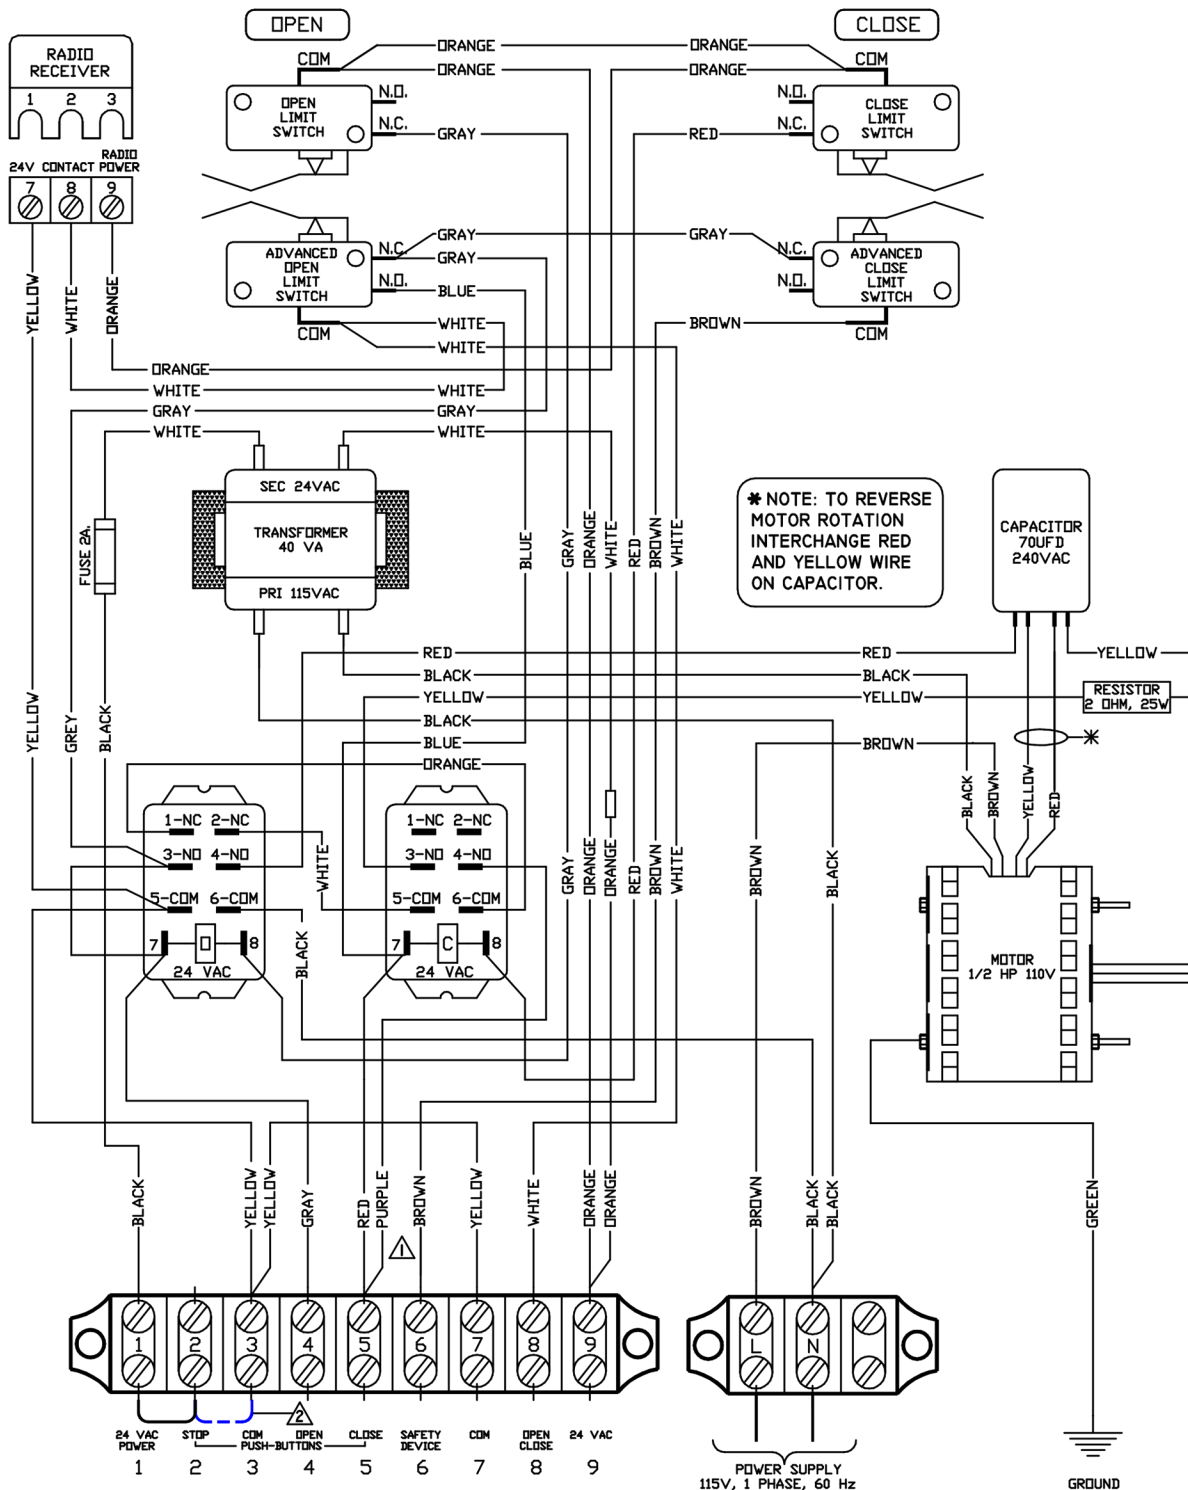 OPEN
CLOSE
RADIO
RECEIVER
1 2 3
COM
ORANGE
ORANGE
COM
ORANGE
ORANGE
N.O.
N.O.
OPEN
LIMIT
SWITCH
CLOSE
LIMIT
SWITCH
N.C.
GRAY
RED
N.C.
RADIO
24V CONTACT POWER
7 8 9
GRAY
GRAY
N.C.
GRAY
N.C.
ADVANCED
OPEN
LIMIT
SWITCH
ADVANCED
CLOSE
LIMIT
SWITCH
N.O.
BLUE
N.O.
WHITE
BROWN
COM
COM
WHITE
YELLOW
WHITE
ORANGE
ORANGE
WHITE
WHITE
GRAY
GRAY
WHITE
WHITE
SEC 24VAC
TRANSFORMER
40 VA
PRI 115VAC
FUSE 2A.
BLUE
GRAY
ORANGE
WHITE
RED
BROWN
WHITE
* NOTE: TO REVERSE
MOTOR ROTATION
INTERCHANGE RED
AND YELLOW WIRE
ON CAPACITOR.
CAPACITOR
70UFD
240VAC
RED
RED
YELLOW
BLACK
BLACK
YELLOW
YELLOW
RESISTOR
2 OHM, 25W
BLACK
BLUE
BROWN
*
ORANGE
YELLOW
GREY
BLACK
BLACK
BROWN
YELLOW
RED
1-NC 2-NC
3-NO 4-NO
5-COM 6-COM
7 O 8
24 VAC
WHITE
BLACK
1-NC 2-NC
3-NO 4-NO
5-COM 6-COM
7 C 8
24 VAC
GRAY
ORANGE
ORANGE
RED
BROWN
WHITE
BROWN
BLACK
MOTOR
1/2 HP 110V
BLACK
YELLOW
YELLOW
GRAY
RED
PURPLE
BROWN
YELLOW
WHITE
ORANGE
ORANGE
BROWN
BLACK
BLACK
GREEN
1
1 2 3 4 5 6 7 8 9
L N
2
24 VAC
POWER
STOP
COM
OPEN
CLOSE
PUSH-BUTTONS
SAFETY
DEVICE
COM
OPEN
CLOSE
24 VAC
1 2 3 4 5 6 7 8 9
POWER SUPPLY
115V, 1 PHASE, 60 Hz
GROUND